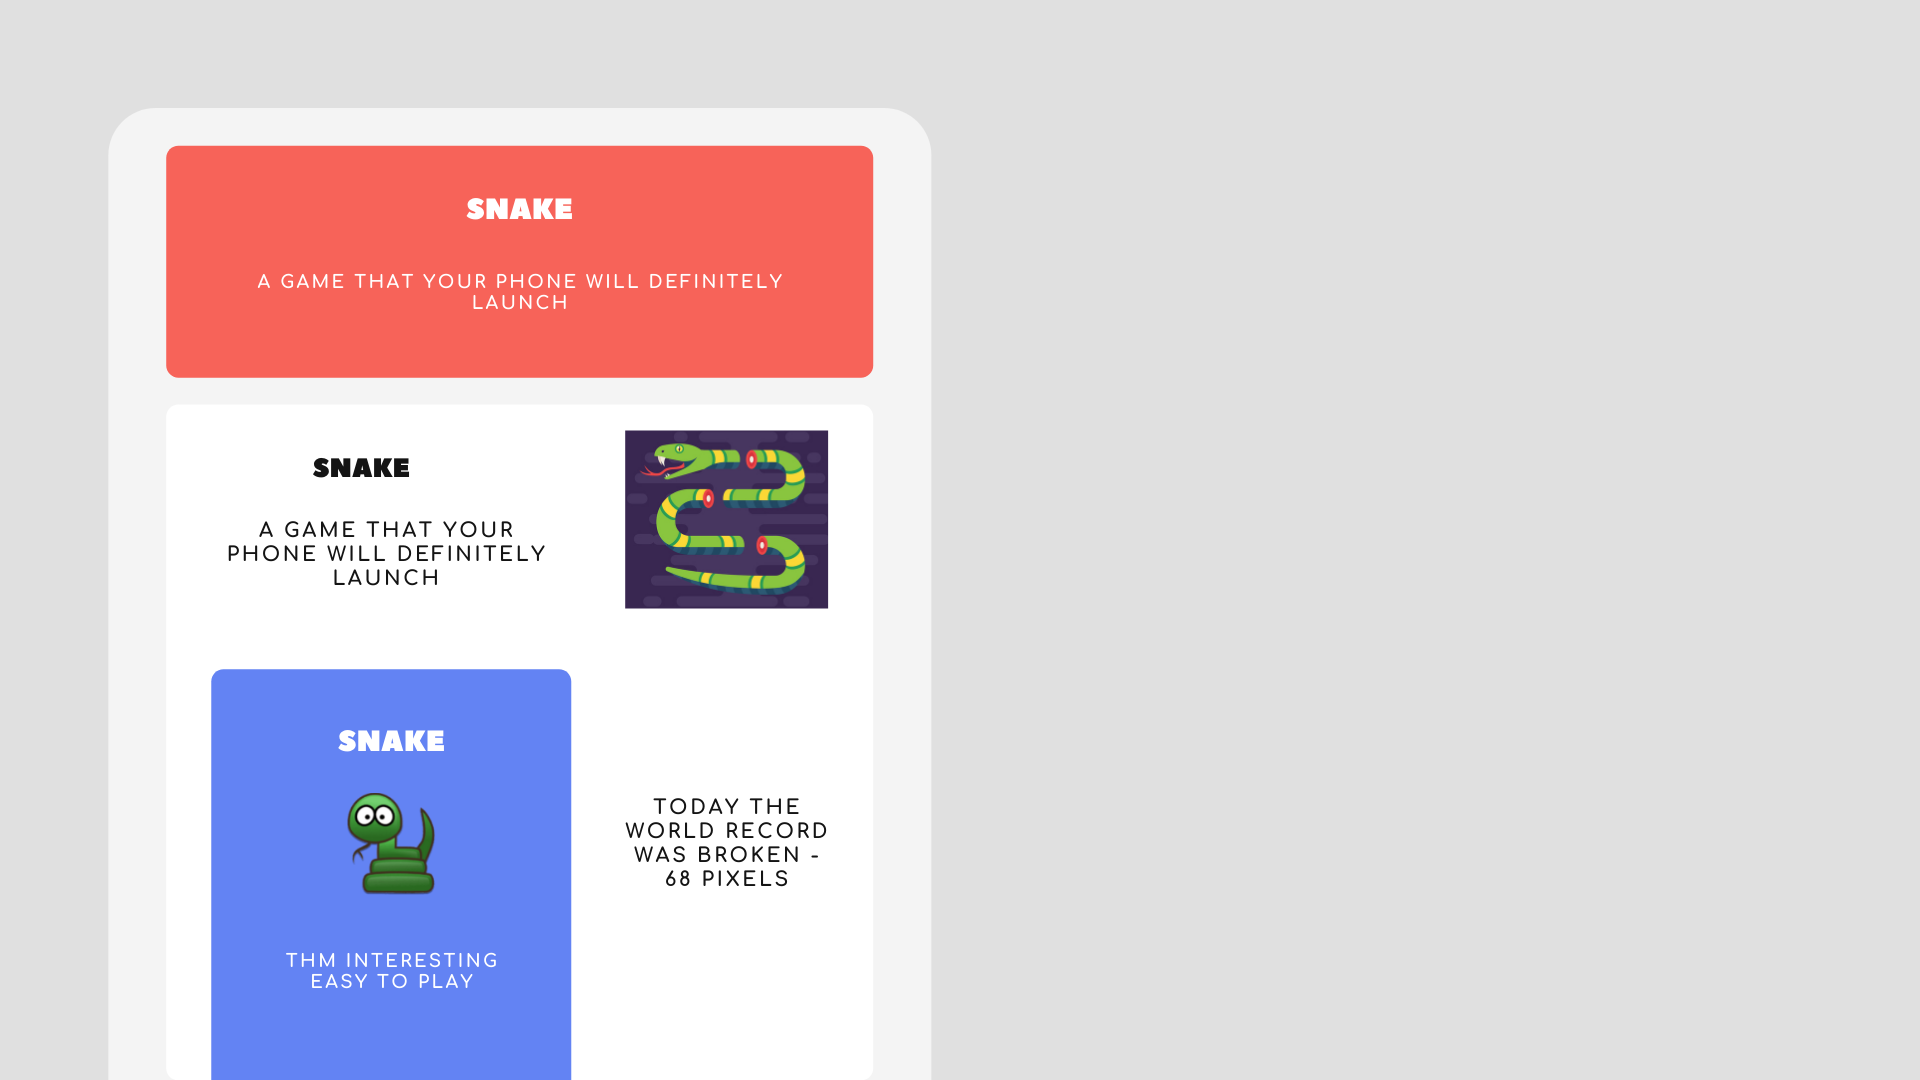 SNAKE
A GAME THAT YOUR PHONE WILL DEFINITELY
LAUNCH
SNAKE
A GAME THAT YOUR
PHONE WILL DEFINITELY
LAUNCH
SNAKE
THM INTERESTING
EASY TO PLAY
TODAY THE
WORLD RECORD
WAS BROKEN -
68 PIXELS